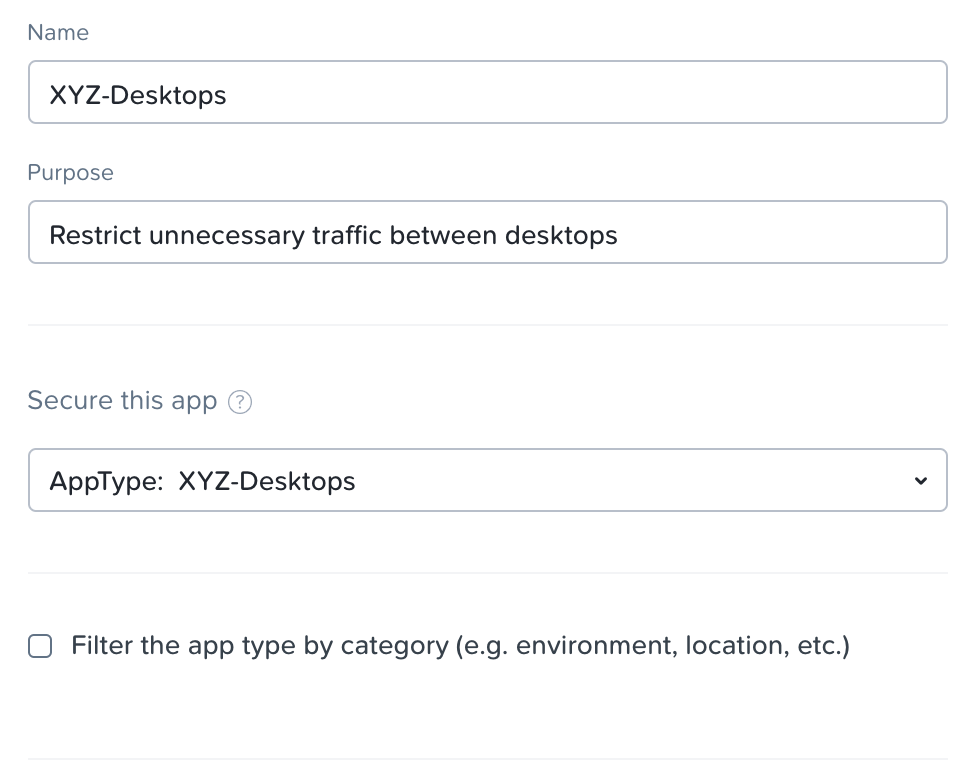 Name
XYZ-Desktops
Purpose
Restrict unnecessary traffic between desktops
Secure this app ?
AppType: XYZ-Desktops
Filter the app type by category (e.g. environment, location, etc.)